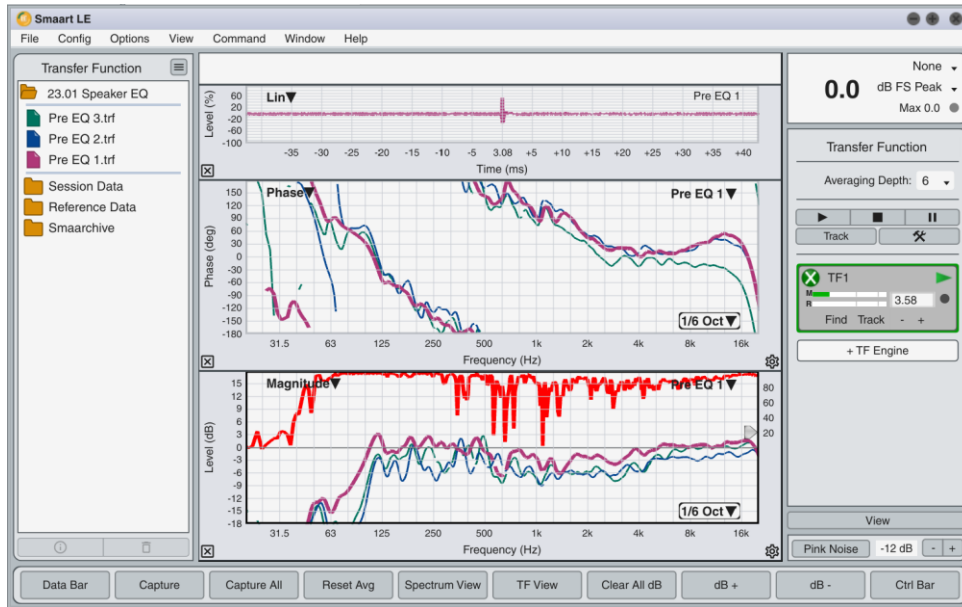 Smaart LE
File Config Options View Command Window Help
Transfer Function
23.01 Speaker EQ
Pre EQ 3.trf
Pre EQ 2.trf
Pre EQ 1.trf
Session Data
Reference Data
Smaarchive
Lin▼ Pre EQ 1
Level (%)
60
20
-20
-60
-100
-35 -30 -25 -20 -15 -10 -5 3.08 +5 +10 +15 +20 +25 +30 +35 +40
Time (ms)
Phase▼ Pre EQ 1▼
Phase (deg)
150
120
90
60
30
0
-30
-60
-90
-120
-150
-180
1/6 Oct▼
31.5 63 125 250 500 1k 2k 4k 8k 16k
Frequency (Hz)
Magnitude▼ Pre EQ 1▼
Level (dB)
15
12
9
6
3
0
-3
-6
-9
-12
-15
-18
80
60
40
20
1/6 Oct▼
31.5 63 125 250 500 1k 2k 4k 8k 16k
Frequency (Hz)
None
0.0 dB FS Peak
Max 0.0
Transfer Function
Averaging Depth: 6
Track
TF1
M
R
3.58
Find Track - +
+ TF Engine
View
Pink Noise -12 dB - +
Data Bar Capture Capture All Reset Avg Spectrum View TF View Clear All dB dB + dB - Ctrl Bar